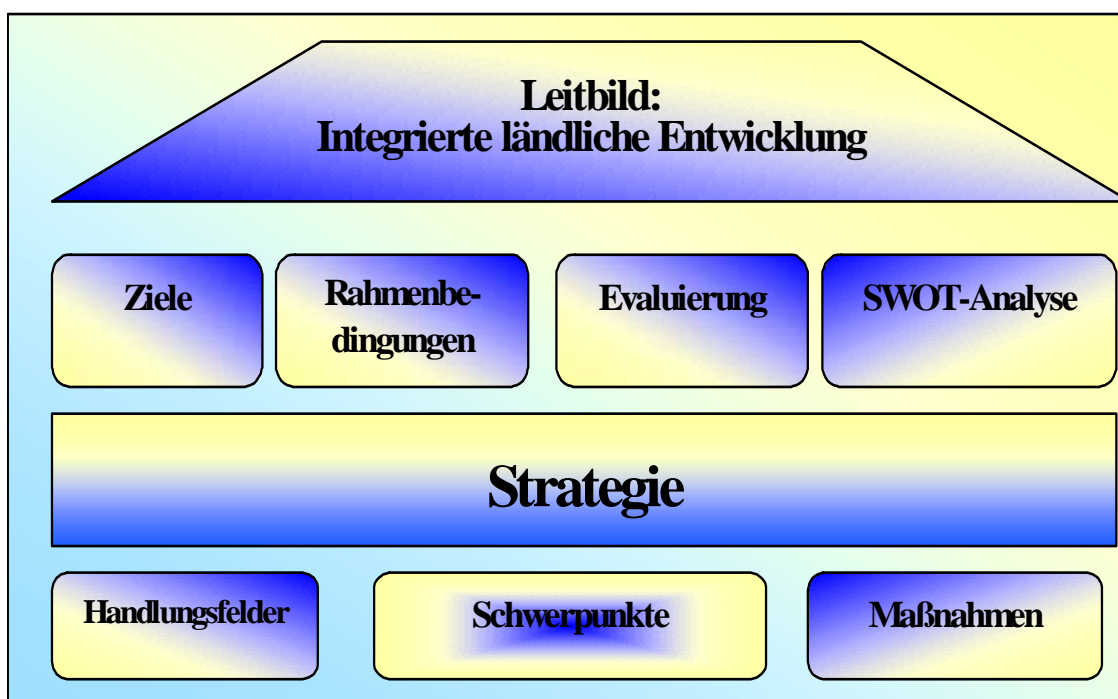 Leitbild:
Integrierte ländliche Entwicklung
Ziele
Rahmenbe-
dingungen
Evaluierung
SWOT-Analyse
Strategie
Handlungsfelder
Schwerpunkte
Maßnahmen